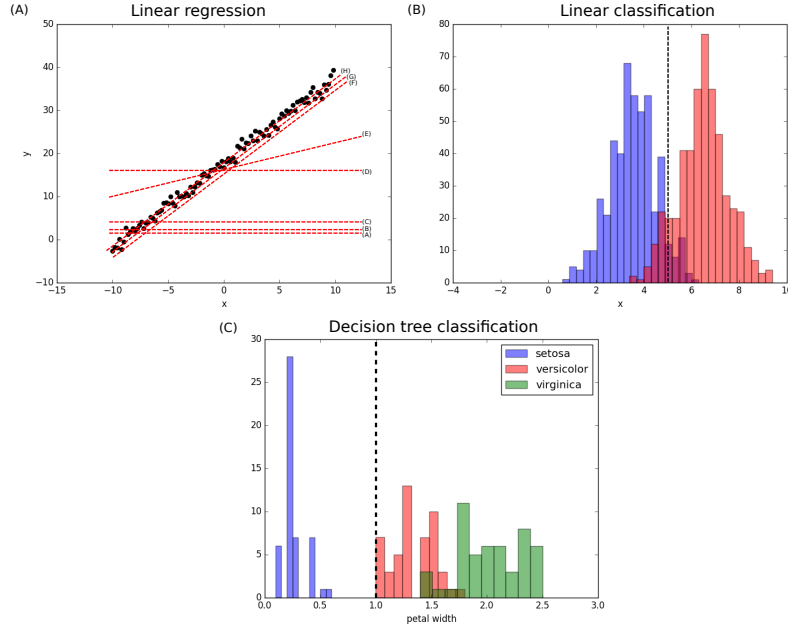 (A) Linear regression
50
40
30
20
10
0
−10
y
−15 −10 −5 0 5 10 15
x
(H)
(G)
(F)
(E)
(D)
(C)
(B)
(A)
(B) Linear classification
80
70
60
50
40
30
20
10
0
−4 −2 0 2 4 6 8 10
x
(C) Decision tree classification
30
25
20
15
10
5
0
setosa
versicolor
virginica
0.0 0.5 1.0 1.5 2.0 2.5 3.0
petal width